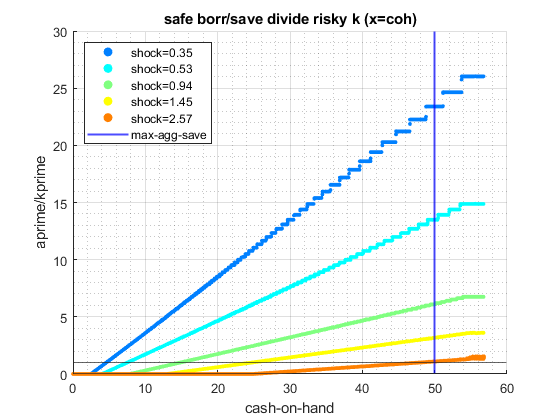 safe borr/save divide risky k (x=coh)
30
25
20
15
10
5
0
aprime/kprime
shock=0.35
shock=0.53
shock=0.94
shock=1.45
shock=2.57
max-agg-save
0 10 20 30 40 50 60
cash-on-hand